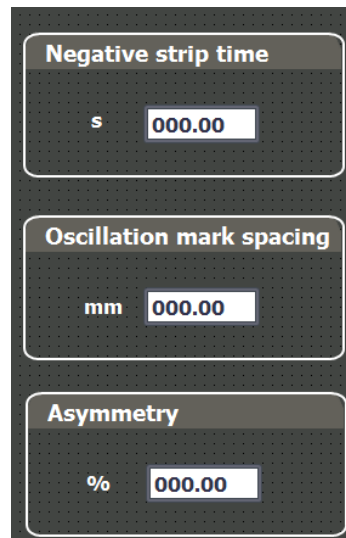 Negative strip time
s 000.00
Oscillation mark spacing
mm 000.00
Asymmetry
% 000.00